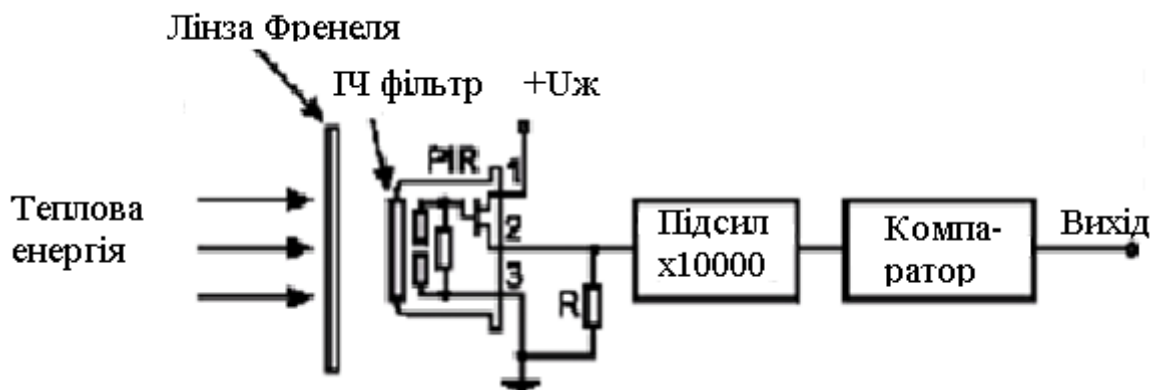 Лінза Френеля
ІЧ фільтр
+Uж
PIR
1
2
3
Теплова
енергія
R
Підсил
x10000
Компа-
ратор
Вихід